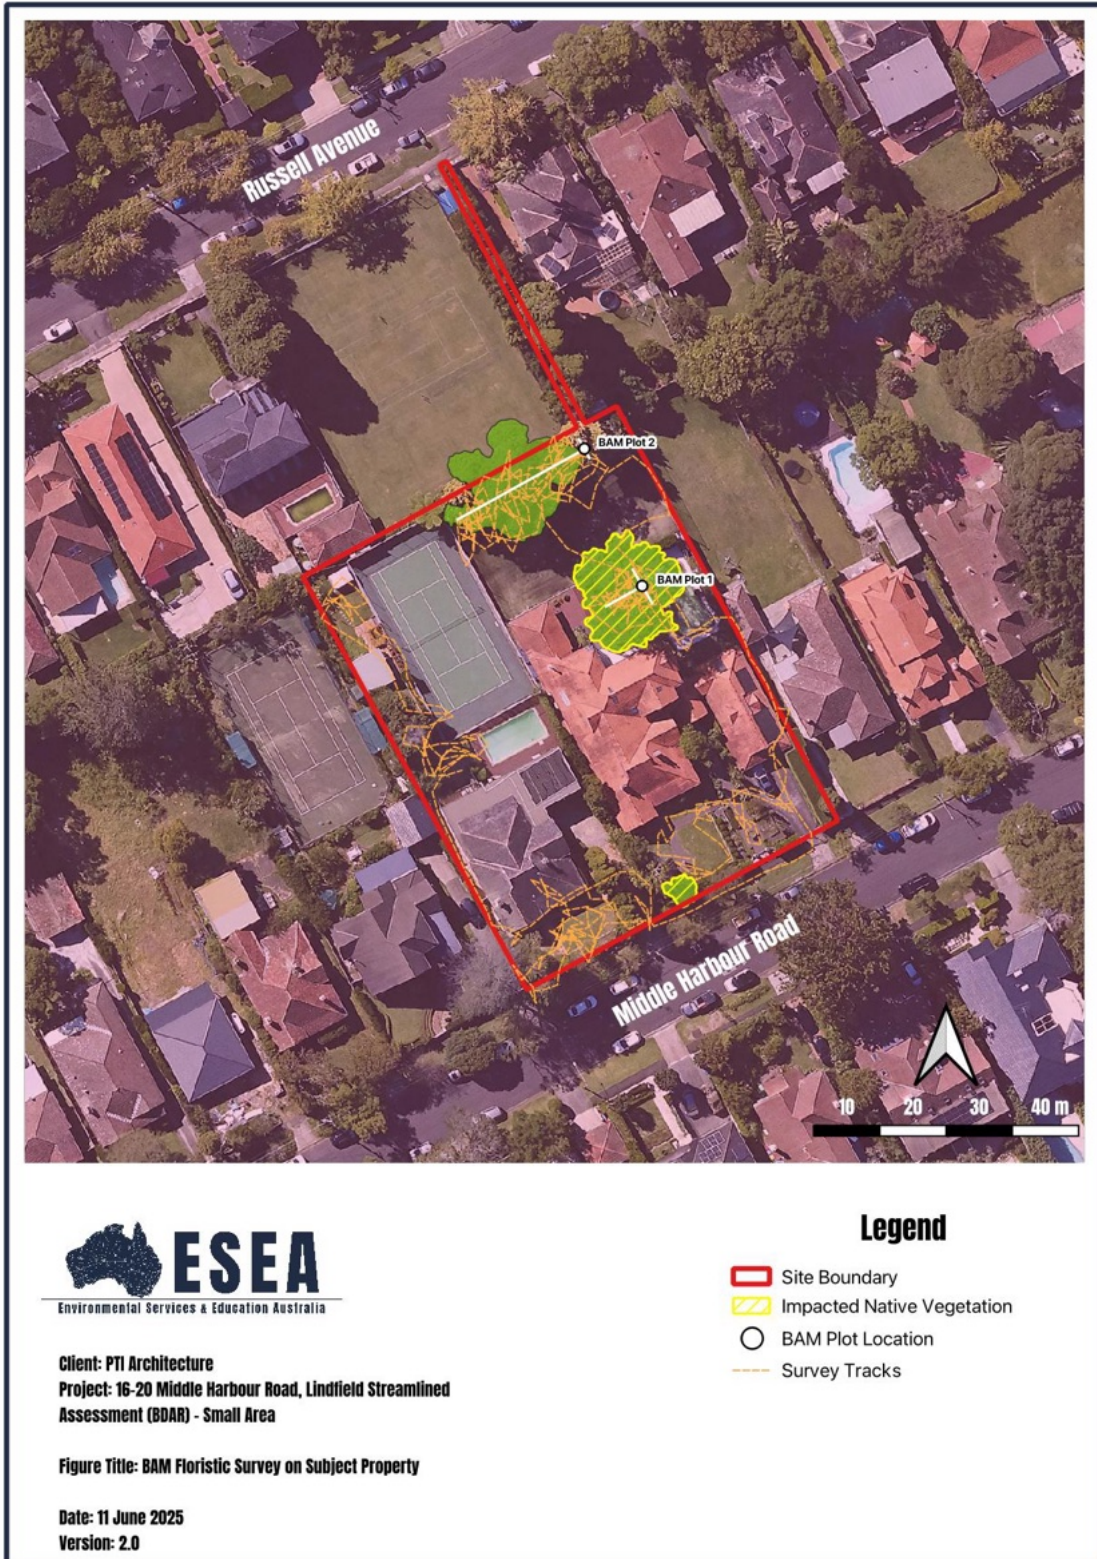 Russell Avenue
BAM Plot 2
BAM Plot 1
Middle Harbour Road
10 20 30 40 m
ESEA
Environmental Services & Education Australia
Client: PTI Architecture
Project: 16-20 Middle Harbour Road, Lindfield Streamlined
Assessment (BDAR) - Small Area
Figure Title: BAM Floristic Survey on Subject Property
Date: 11 June 2025
Version: 2.0
Legend
Site Boundary
Impacted Native Vegetation
BAM Plot Location
Survey Tracks